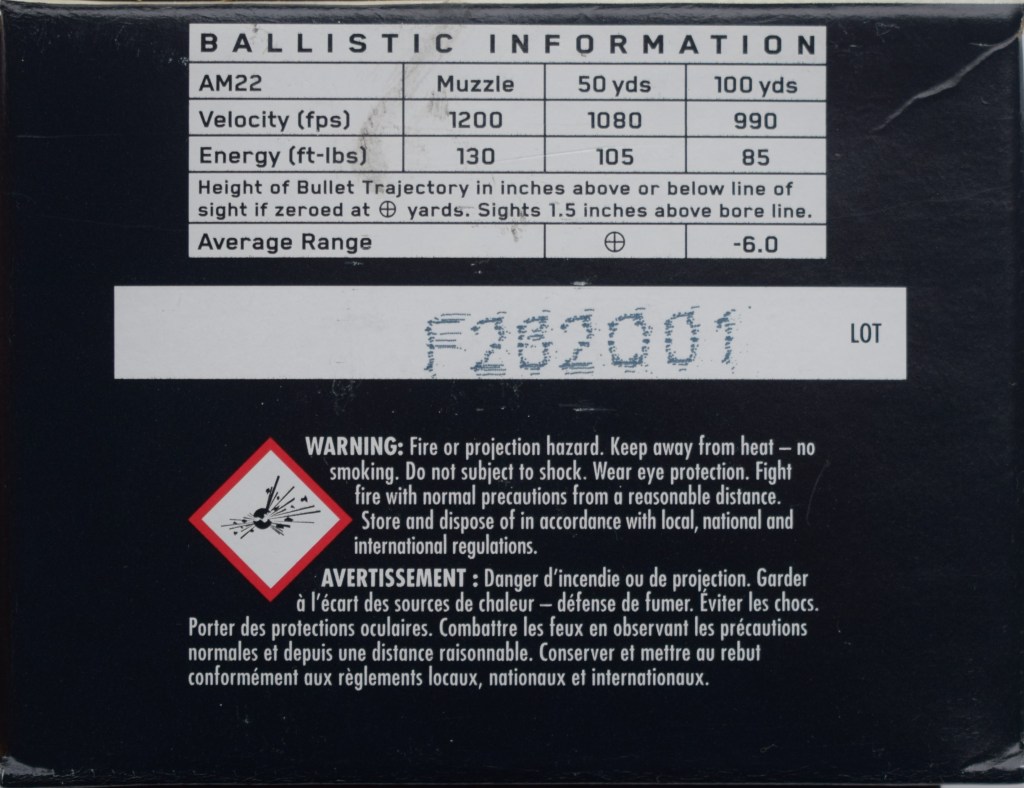 BALLISTIC INFORMATION
AM22 Muzzle 50 yds 100 yds
Velocity (fps) 1200 1080 990
Energy (ft-lbs) 130 105 85
Height of Bullet Trajectory in inches above or below line of
sight if zeroed at ⊕ yards. Sights 1.5 inches above bore line.
Average Range ⊕ -6.0
LOT
WARNING: Fire or projection hazard. Keep away from heat – no
smoking. Do not subject to shock. Wear eye protection. Fight
fire with normal precautions from a reasonable distance.
Store and dispose of in accordance with local, national and
international regulations.
AVERTISSEMENT : Danger d'incendie ou de projection. Garder
à l'écart des sources de chaleur – défense de fumer. Éviter les chocs.
Porter des protections oculaires. Combattre les feux en observant les précautions
normales et depuis une distance raisonnable. Conserver et mettre au rebut
conformément aux règlements locaux, nationaux et internationaux.